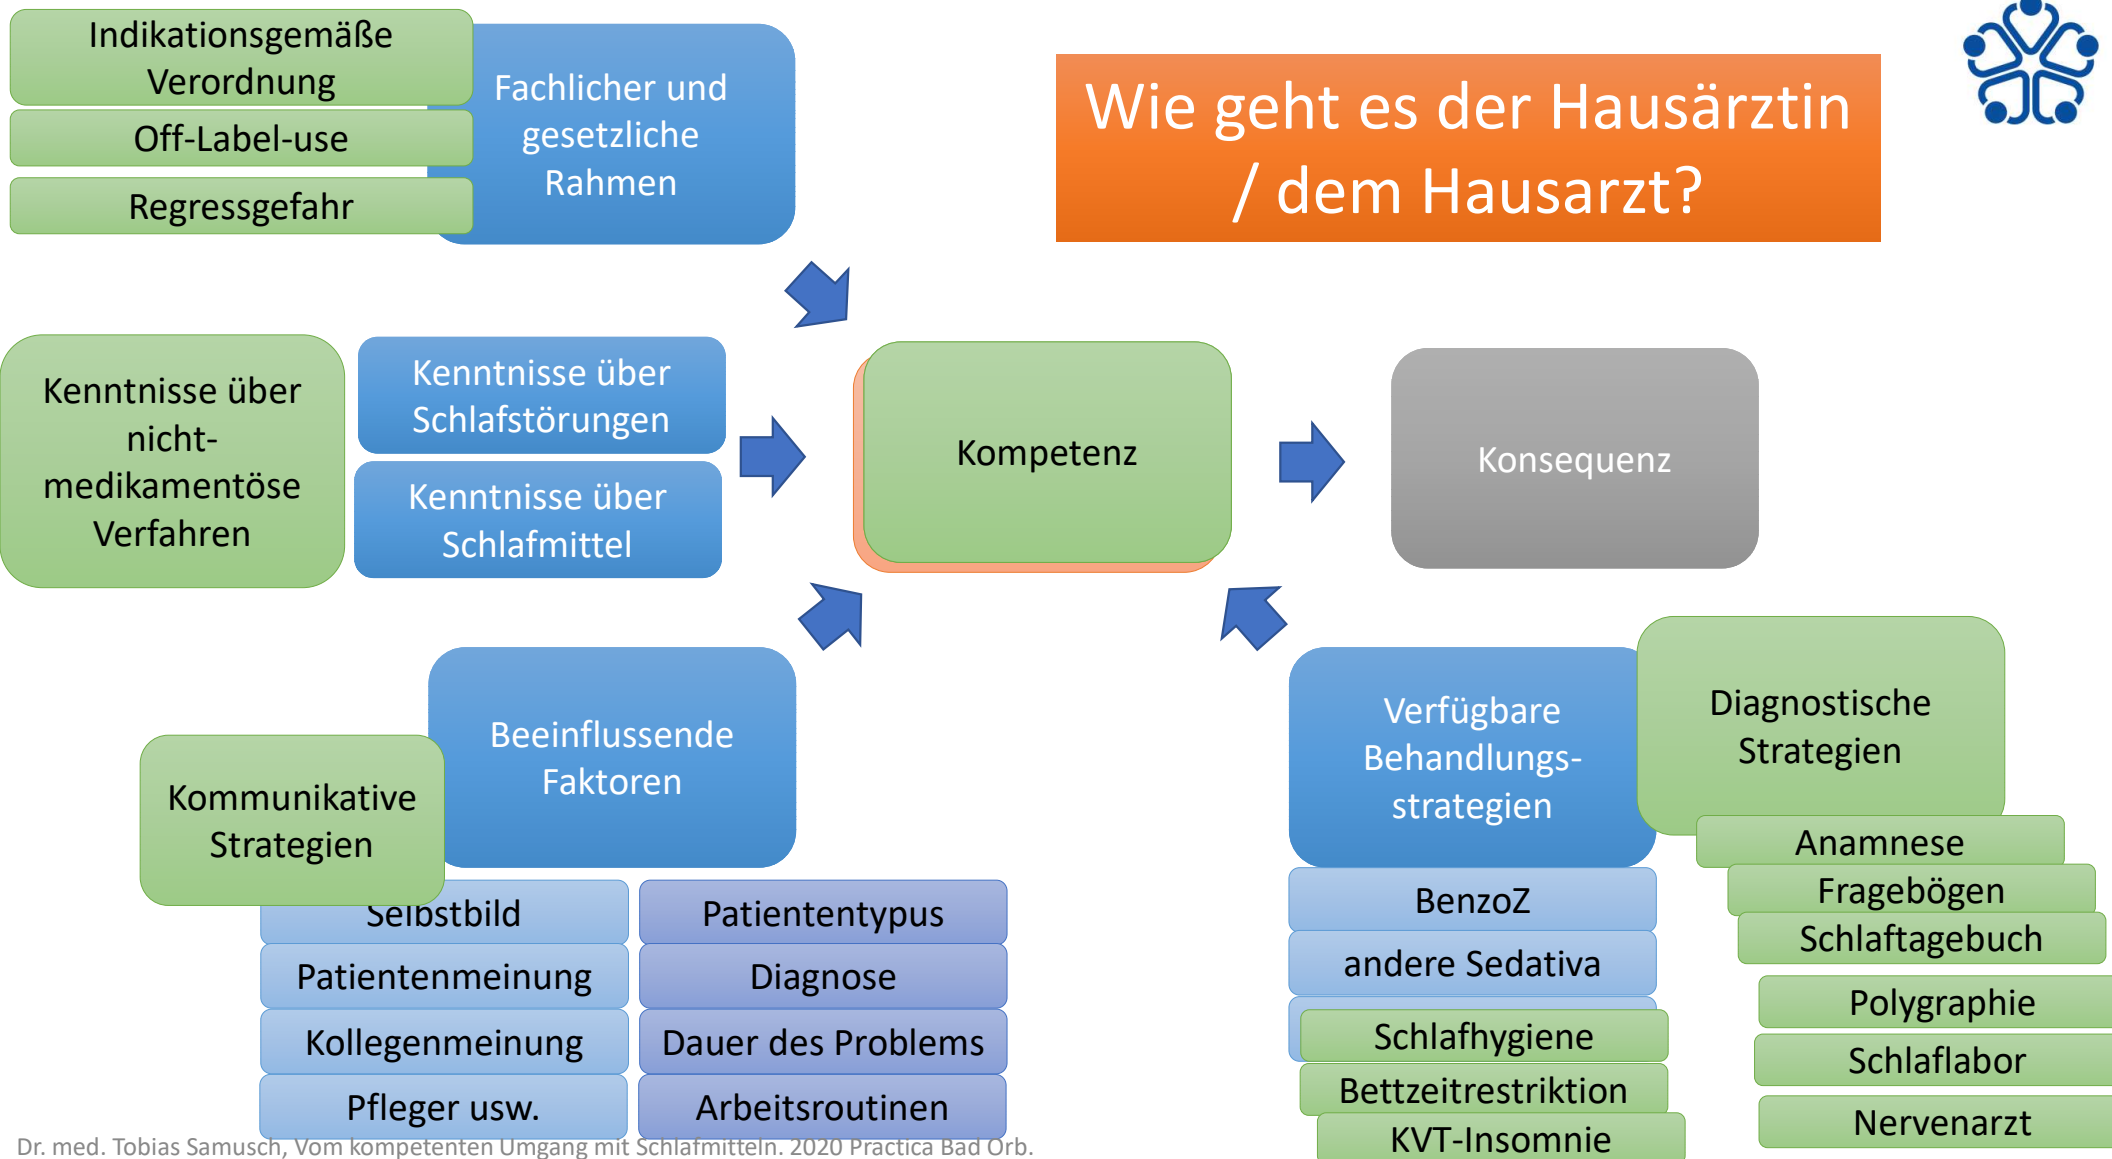 Indikationsgemäße
Verordnung
Off-Label-use
Regressgefahr
Fachlicher und
gesetzliche
Rahmen
Wie geht es der Hausärztin
/ dem Hausarzt?
Kenntnisse über
nicht-
medikamentöse
Verfahren
Kenntnisse über
Schlafstörungen
Kenntnisse über
Schlafmittel
Kompetenz
Konsequenz
Kommunikative
Strategien
Beeinflussende
Faktoren
Selbstbild
Patientenmeinung
Kollegenmeinung
Pfleger usw.
Patiententypus
Diagnose
Dauer des Problems
Arbeitsroutinen
Verfügbare
Behandlungs-
strategien
BenzoZ
andere Sedativa
Schlafhygiene
Bettzeitrestriktion
KVT-Insomnie
Diagnostische
Strategien
Anamnese
Fragebögen
Schlaftagebuch
Polygraphie
Schlaflabor
Nervenarzt
Dr. med. Tobias Samusch, Vom kompetenten Umgang mit Schlafmitteln. 2020 Practica Bad Orb.